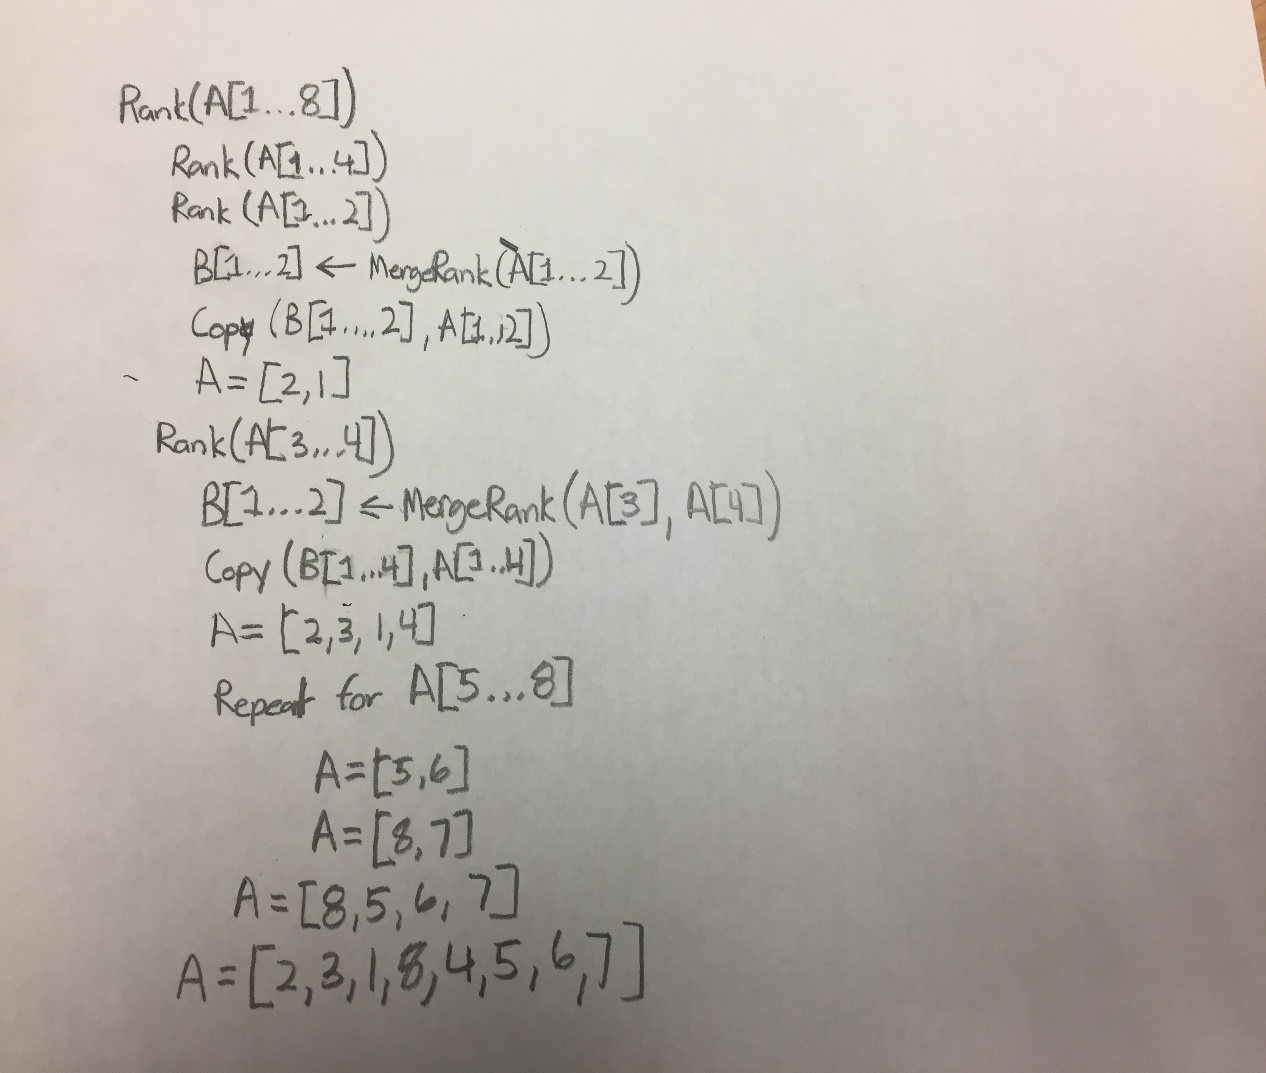 Rank(A[1...8])
Rank(A[1...4])
Rank(A[1...2])
B[1...2] ← MergeRank(A[1...2])
Copy (B[1....2], A[1..2])
A=[2,1]
Rank(A[3...4])
B[1...2] ← MergeRank(A[3], A[4])
Copy (B[1...4], A[1..4])
A= [2,3, 1,4]
Repeat for A[5...8]
A=[5,6]
A=[8,7]
A=[8,5,6,7]
A=[2,3,1,8,4,5,6,7]